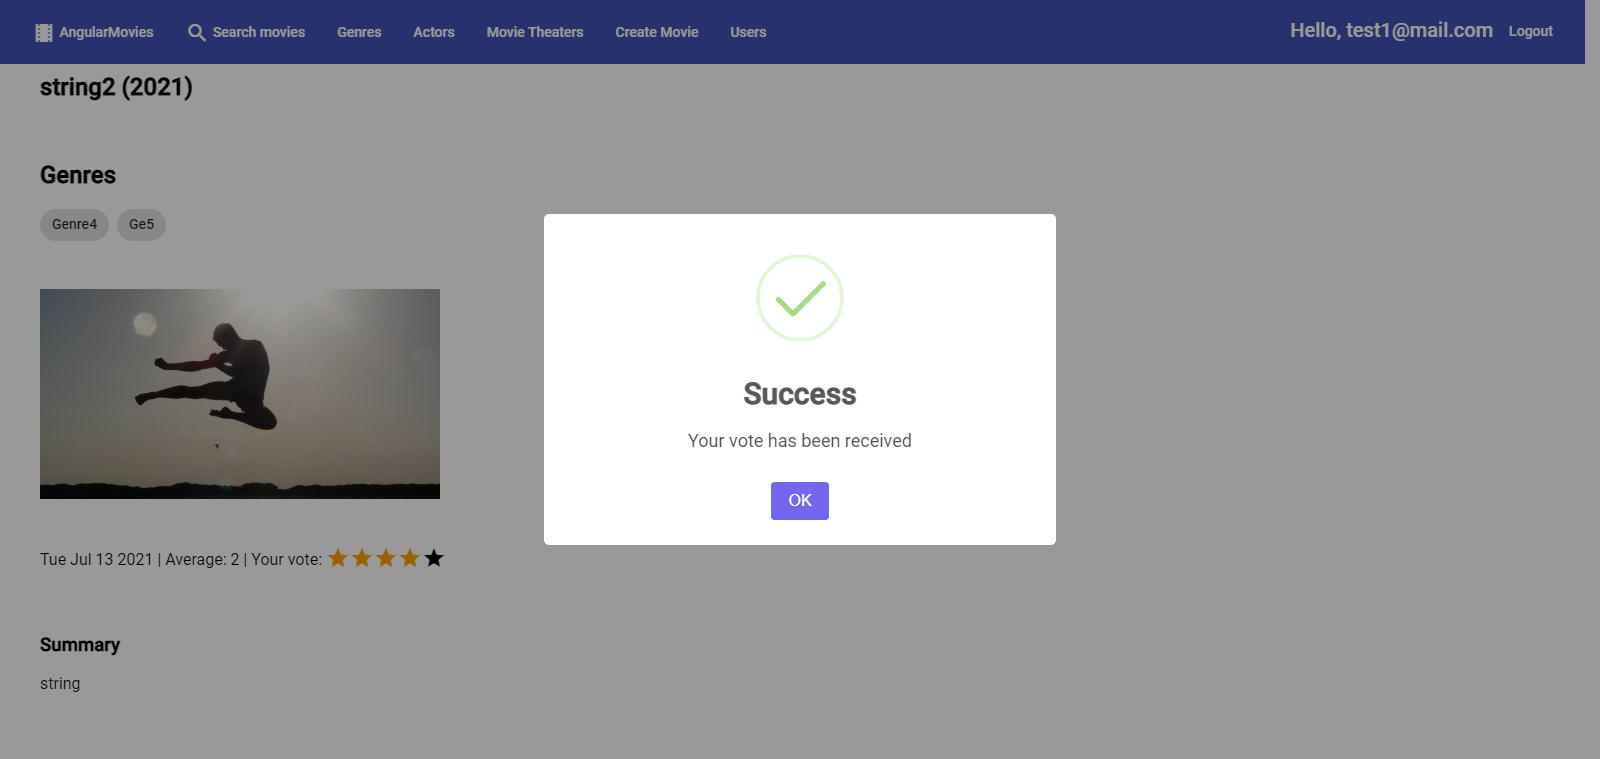 AngularMovies Search movies Genres Actors Movie Theaters Create Movie Users Hello, test1@mail.com Logout
string2 (2021)
Genres
Genre4 Ge5
Success
Your vote has been received
OK
Tue Jul 13 2021 | Average: 2 | Your vote:
Summary
string